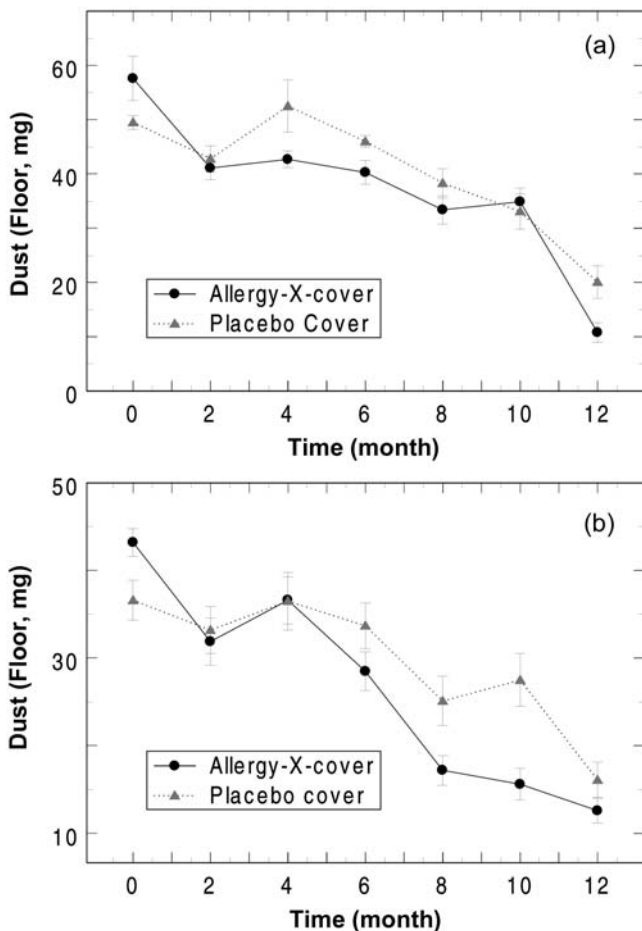 (a)
60
40
20
0
Dust (Floor, mg)
Allergy-X-cover
Placebo Cover
0 2 4 6 8 10 12
Time (month)
(b)
50
30
10
Dust (Floor, mg)
Allergy-X-cover
Placebo cover
0 2 4 6 8 10 12
Time (month)